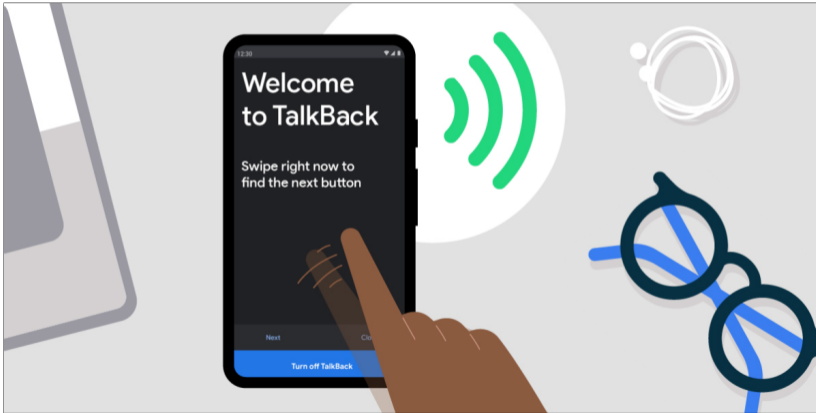 12:30
Welcome
to TalkBack
Swipe right now to
find the next button
Next
Turn off TalkBack